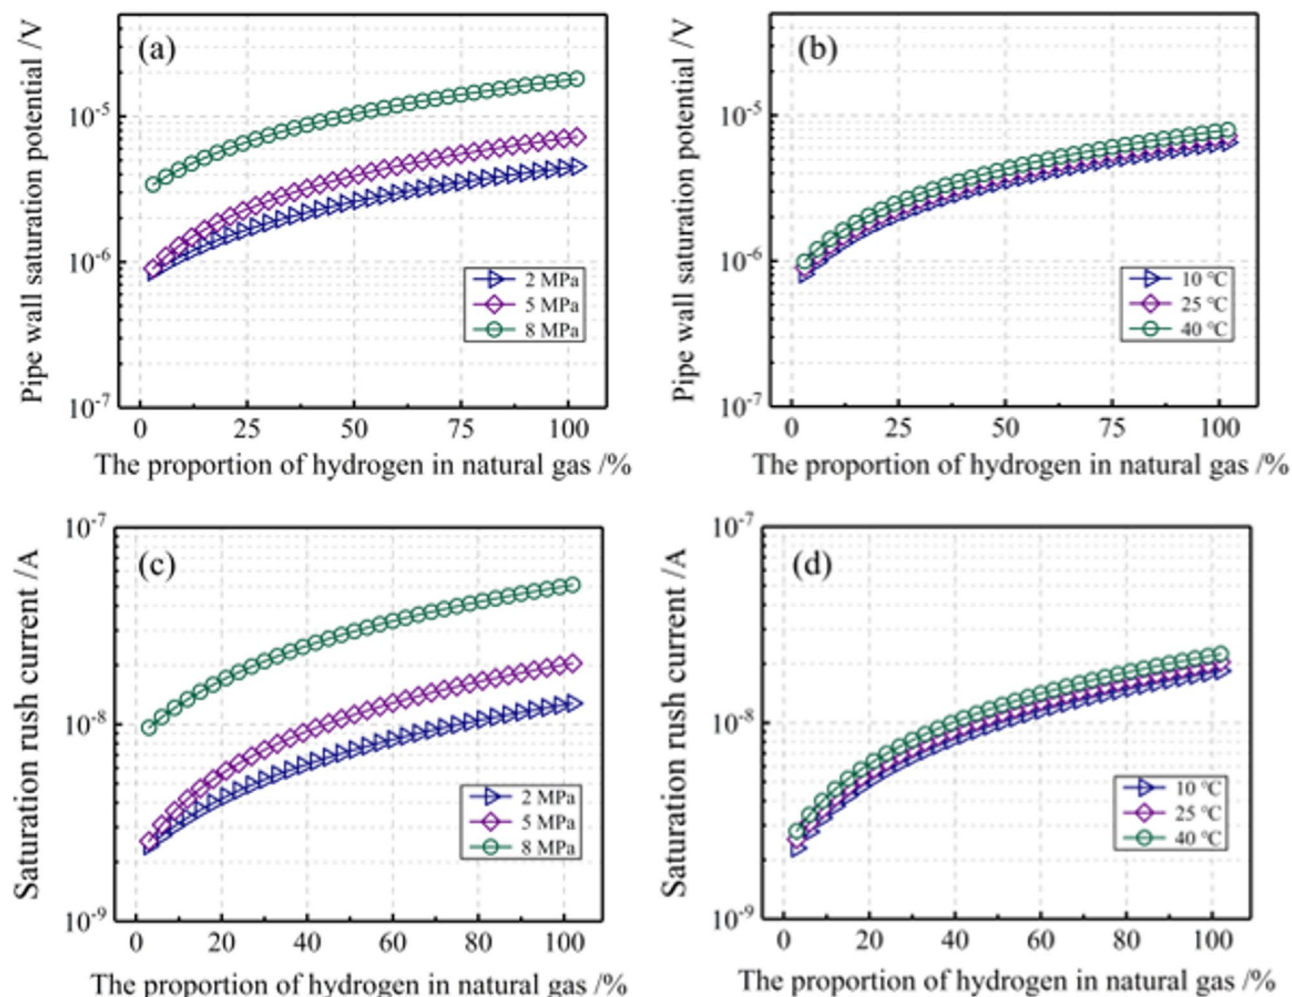 (a)
Pipe wall saturation potential /V
10^-5
10^-6
10^-7
2 MPa
5 MPa
8 MPa
0 25 50 75 100
The proportion of hydrogen in natural gas /%
(b)
Pipe wall saturation potential /V
10^-5
10^-6
10^-7
10 ℃
25 ℃
40 ℃
0 25 50 75 100
The proportion of hydrogen in natural gas /%
(c)
Saturation rush current /A
10^-7
10^-8
10^-9
2 MPa
5 MPa
8 MPa
0 20 40 60 80 100
The proportion of hydrogen in natural gas /%
(d)
Saturation rush current /A
10^-7
10^-8
10^-9
10 ℃
25 ℃
40 ℃
0 20 40 60 80 100
The proportion of hydrogen in natural gas /%